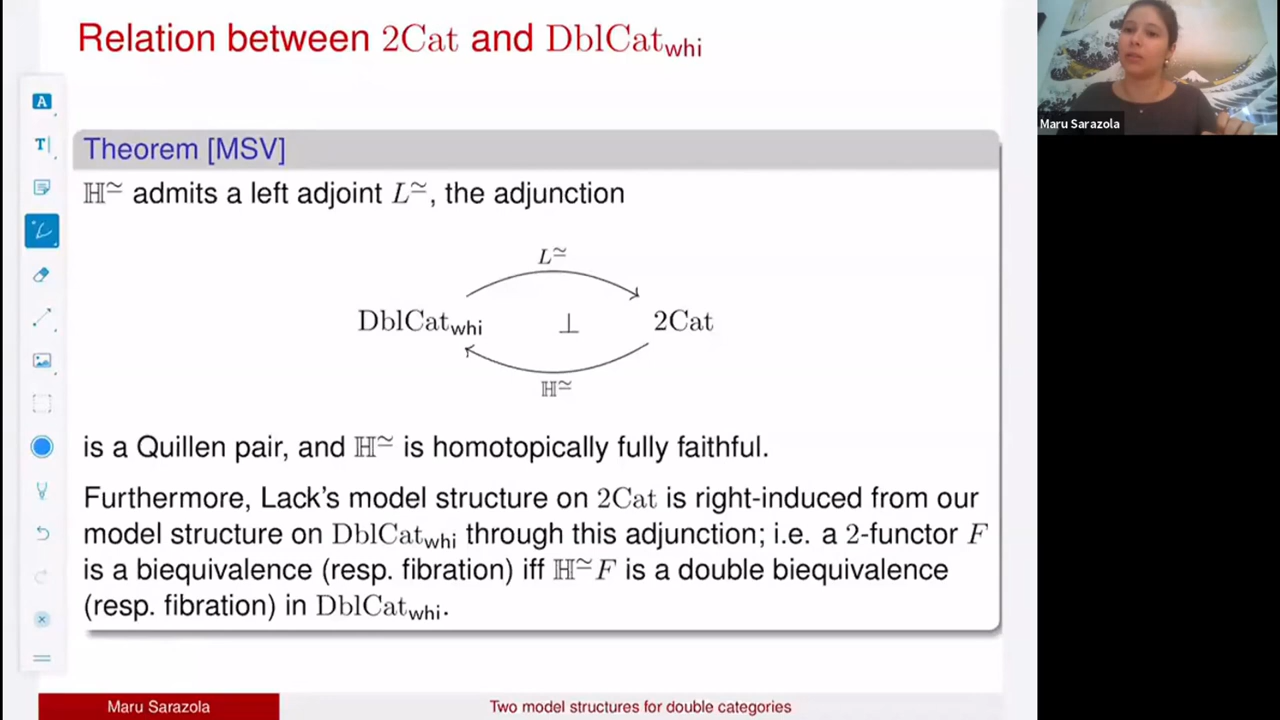 Relation between 2Cat and DblCat_whi
Maru Sarazola
Theorem [MSV]
ℍ^≃ admits a left adjoint L^≃, the adjunction
L^≃
DblCat_whi ⊥ 2Cat
ℍ^≃
is a Quillen pair, and ℍ^≃ is homotopically fully faithful.
Furthermore, Lack's model structure on 2Cat is right-induced from our
model structure on DblCat_whi through this adjunction; i.e. a 2-functor F
is a biequivalence (resp. fibration) iff ℍ^≃F is a double biequivalence
(resp. fibration) in DblCat_whi.
A
T
Maru Sarazola
Two model structures for double categories